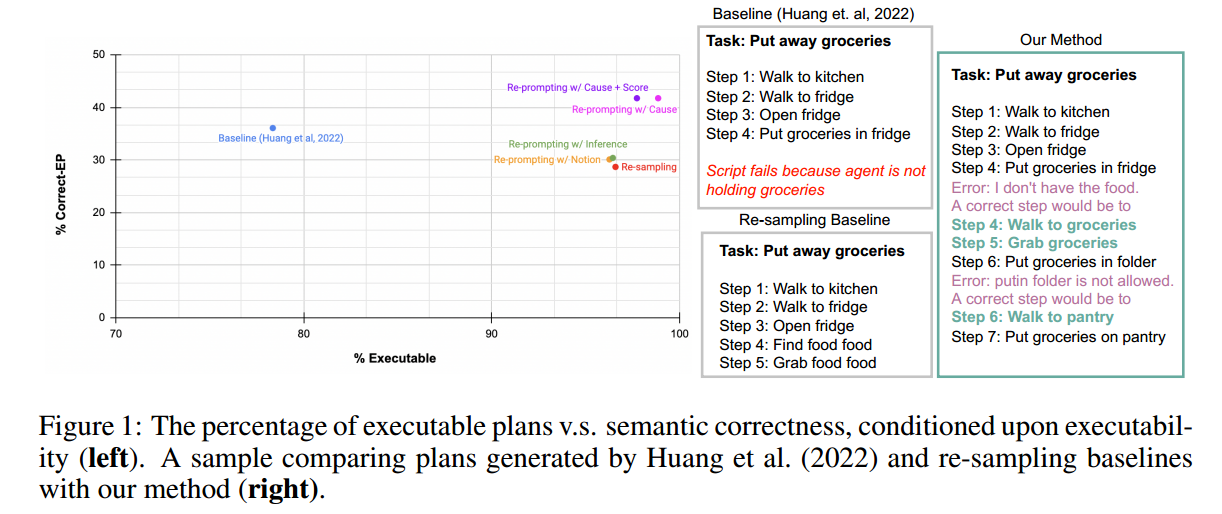 50
40
30
20
10
0
70
80
90
100
% Correct-EP
% Executable
Re-prompting w/ Cause + Score
Re-prompting w/ Cause
Baseline (Huang et al, 2022)
Re-prompting w/ Inference
Re-prompting w/ Notion
Re-sampling
Baseline (Huang et. al, 2022)
Task: Put away groceries
Step 1: Walk to kitchen
Step 2: Walk to fridge
Step 3: Open fridge
Step 4: Put groceries in fridge
Script fails because agent is not
holding groceries
Re-sampling Baseline
Task: Put away groceries
Step 1: Walk to kitchen
Step 2: Walk to fridge
Step 3: Open fridge
Step 4: Find food food
Step 5: Grab food food
Our Method
Task: Put away groceries
Step 1: Walk to kitchen
Step 2: Walk to fridge
Step 3: Open fridge
Step 4: Put groceries in fridge
Error: I don't have the food.
A correct step would be to
Step 4: Walk to groceries
Step 5: Grab groceries
Step 6: Put groceries in folder
Error: putin folder is not allowed.
A correct step would be to
Step 6: Walk to pantry
Step 7: Put groceries on pantry
Figure 1: The percentage of executable plans v.s. semantic correctness, conditioned upon executabil-
ity (left). A sample comparing plans generated by Huang et al. (2022) and re-sampling baselines
with our method (right).